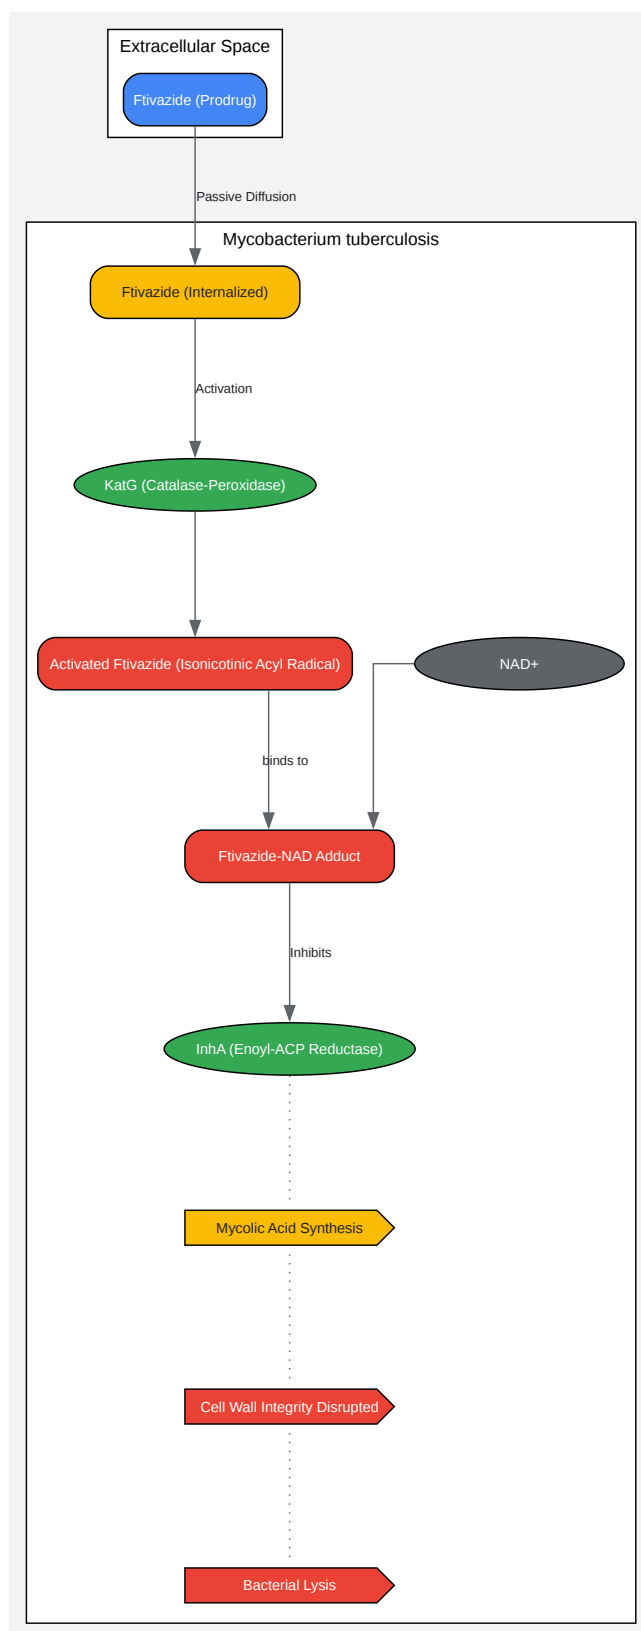 Extracellular Space
Ftivazide (Prodrug)
Passive Diffusion
Mycobacterium tuberculosis
Ftivazide (Internalized)
Activation
KatG (Catalase-Peroxidase)
Activated Ftivazide (Isonicotinic Acyl Radical)
NAD+
binds to
Ftivazide-NAD Adduct
Inhibits
InhA (Enoyl-ACP Reductase)
Mycolic Acid Synthesis
Cell Wall Integrity Disrupted
Bacterial Lysis